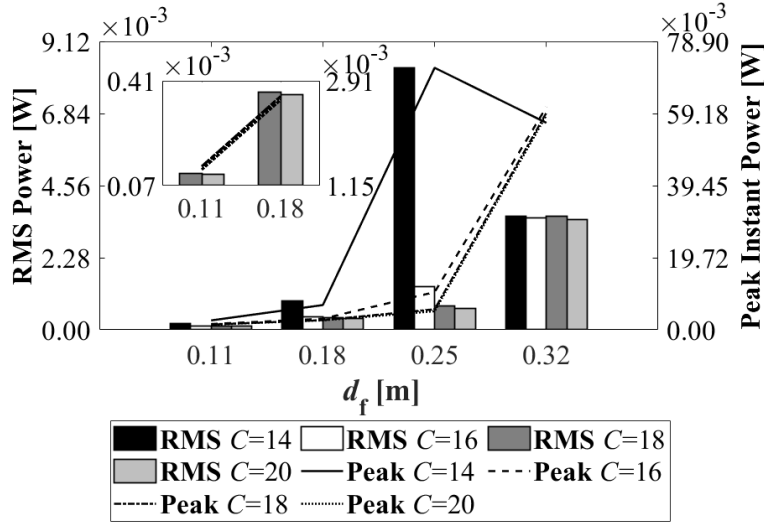 ×10⁻³ ×10⁻³
9.12 78.90
×10⁻³ ×10⁻³
0.41 2.91
6.84 59.18
RMS Power [W]
Peak Instant Power [W]
4.56 39.45
0.07 1.15
0.11 0.18
2.28 19.72
0.00 0.00
0.11 0.18 0.25 0.32
d_f [m]
RMS C=14 RMS C=16 RMS C=18
RMS C=20 Peak C=14 Peak C=16
Peak C=18 Peak C=20